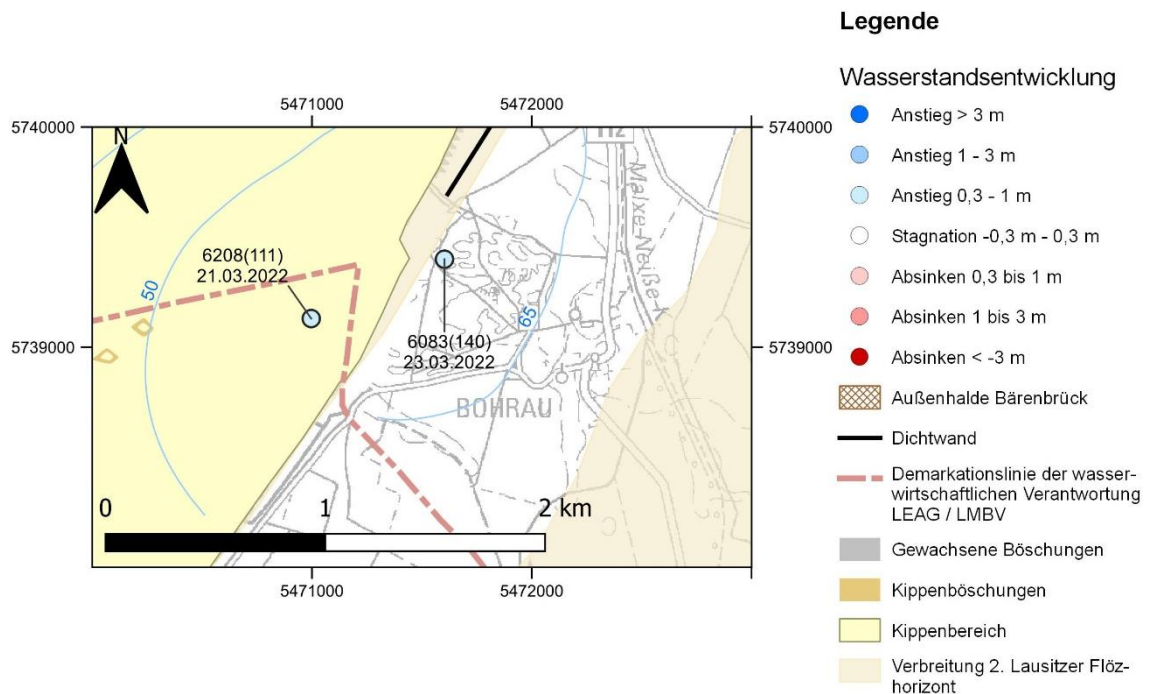 Legende
Wasserstandsentwicklung
Anstieg > 3 m
Anstieg 1 - 3 m
Anstieg 0,3 - 1 m
Stagnation -0,3 m - 0,3 m
Absinken 0,3 bis 1 m
Absinken 1 bis 3 m
Absinken < -3 m
Außenhalde Bärenbrück
Dichtwand
Demarkationslinie der wasser-
wirtschaftlichen Verantwortung
LEAG / LMBV
Gewachsene Böschungen
Kippenböschungen
Kippenbereich
Verbreitung 2. Lausitzer Flöz-
horizont
5471000 5472000
5740000 5740000
N
Malxe-Neiße-K
6208(111)
21.03.2022
50
65
5739000 5739000
6083(140)
23.03.2022
BOHRAU
0 1 2 km
5471000 5472000